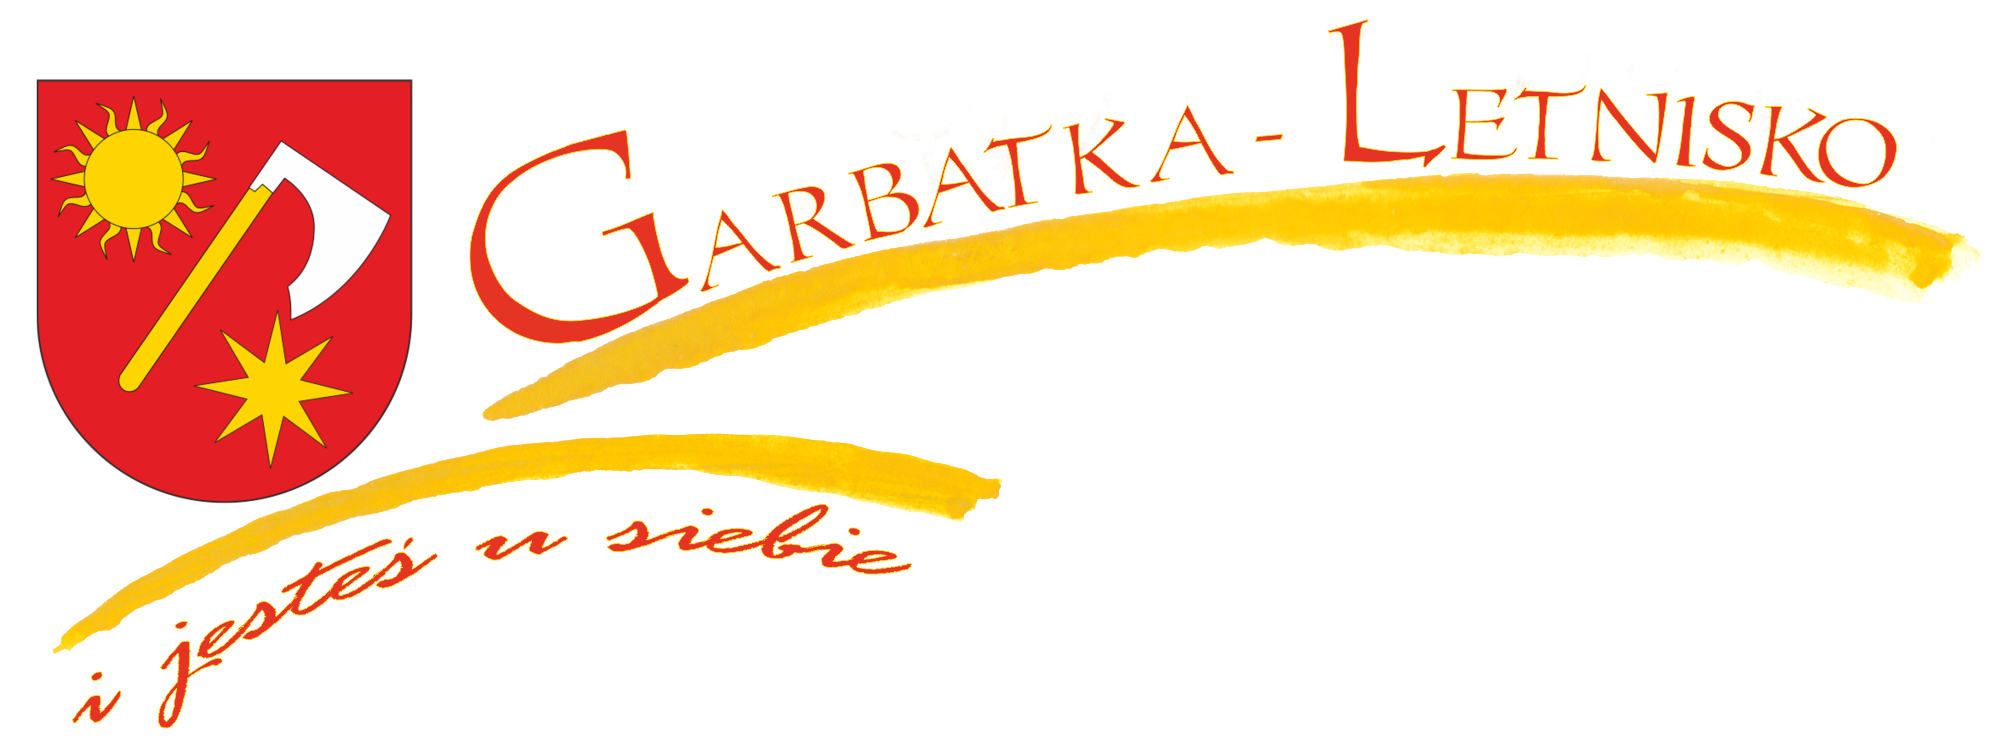 GARBATKA - LETNISKO
i jesteś u siebie